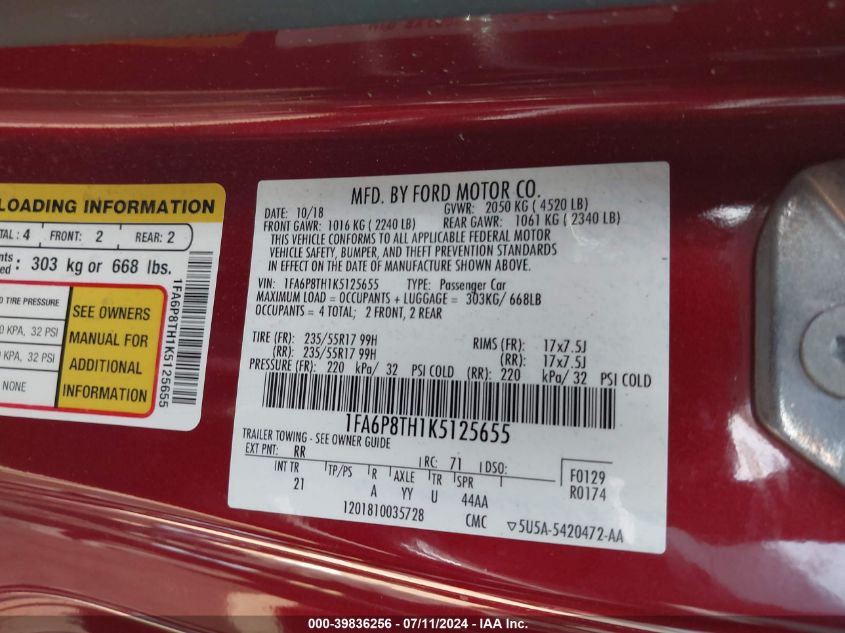 LOADING INFORMATION
TAL: 4 FRONT: 2 REAR: 2
303 kg or 668 lbs.
TIRE PRESSURE
KPA, 32 PSI
KPA, 32 PSI
NONE
SEE OWNERS
MANUAL FOR
ADDITIONAL
INFORMATION
1FA6P8TH1K5125655
MFD. BY FORD MOTOR CO.
DATE: 10/18 GVWR: 2050 KG ( 4520 LB)
FRONT GAWR: 1016 KG ( 2240 LB) REAR GAWR: 1061 KG ( 2340 LB)
THIS VEHICLE CONFORMS TO ALL APPLICABLE FEDERAL MOTOR
VEHICLE SAFETY, BUMPER, AND THEFT PREVENTION STANDARDS
IN EFFECT ON THE DATE OF MANUFACTURE SHOWN ABOVE.
VIN: 1FA6P8TH1K5125655 TYPE: Passenger Car
MAXIMUM LOAD = OCCUPANTS + LUGGAGE = 303KG/ 668LB
OCCUPANTS = 4 TOTAL; 2 FRONT, 2 REAR
TIRE (FR): 235/55R17 99H RIMS (FR): 17x7.5J
(RR): 235/55R17 99H (RR): 17x7.5J
PRESSURE (FR): 220 kPa/ 32 PSI COLD (RR): 220 kPa/ 32 PSI COLD
1FA6P8TH1K5125655
TRAILER TOWING - SEE OWNER GUIDE
EXT PNT: RR RC: 71 DSO: F0129
INT TR TP/PS R AXLE TR SPR R0174
21 A YY U 44AA
1201810035728 CMC ▽5U5A-5420472-AA
000-39836256 - 07/11/2024 - IAA Inc.